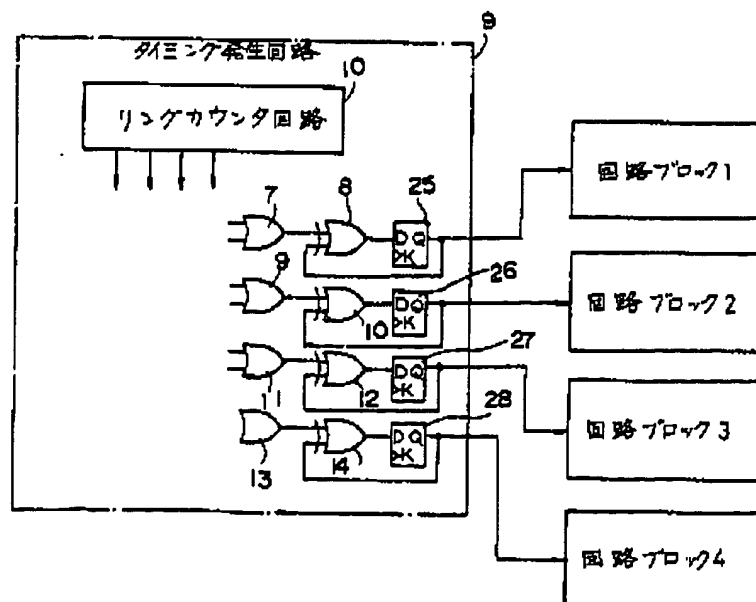 9
タイミング発生回路
10
リングカウンタ回路
回路ブロック1
7
8
25
D Q
K
9
10
26
D Q
K
回路ブロック2
11
12
27
D Q
K
回路ブロック3
13
14
28
D Q
K
回路ブロック4